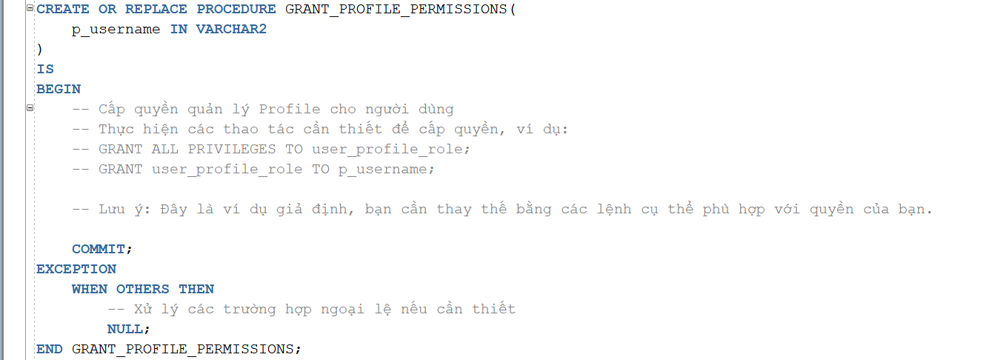 CREATE OR REPLACE PROCEDURE GRANT_PROFILE_PERMISSIONS(
    p_username IN VARCHAR2
)
IS
BEGIN
    -- Cấp quyền quản lý Profile cho người dùng
    -- Thực hiện các thao tác cần thiết để cấp quyền, ví dụ:
    -- GRANT ALL PRIVILEGES TO user_profile_role;
    -- GRANT user_profile_role TO p_username;

    -- Lưu ý: Đây là ví dụ giả định, bạn cần thay thế bằng các lệnh cụ thể phù hợp với quyền của bạn.

    COMMIT;
EXCEPTION
    WHEN OTHERS THEN
        -- Xử lý các trường hợp ngoại lệ nếu cần thiết
        NULL;
END GRANT_PROFILE_PERMISSIONS;